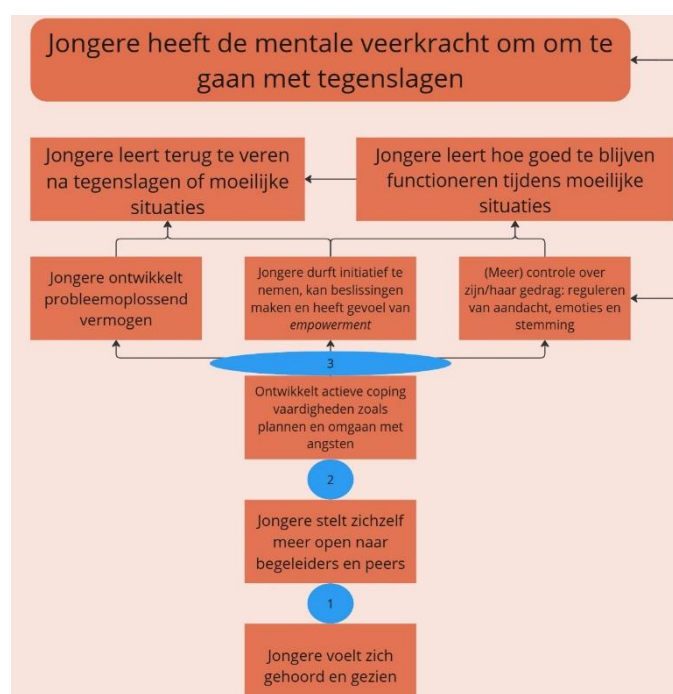 Jongere heeft de mentale veerkracht om om te
gaan met tegenslagen
Jongere leert terug te veren
na tegenslagen of moeilijke
situaties
Jongere leert hoe goed te blijven
functioneren tijdens moeilijke
situaties
Jongere ontwikkelt
probleemoplossend
vermogen
Jongere durft initiatief te
nemen, kan beslissingen
maken en heeft gevoel van
empowerment
(Meer) controle over
zijn/haar gedrag: reguleren
van aandacht, emoties en
stemming
3
Ontwikkelt actieve coping
vaardigheden zoals
plannen en omgaan met
angsten
2
Jongere stelt zichzelf
meer open naar
begeleiders en peers
1
Jongere voelt zich
gehoord en gezien